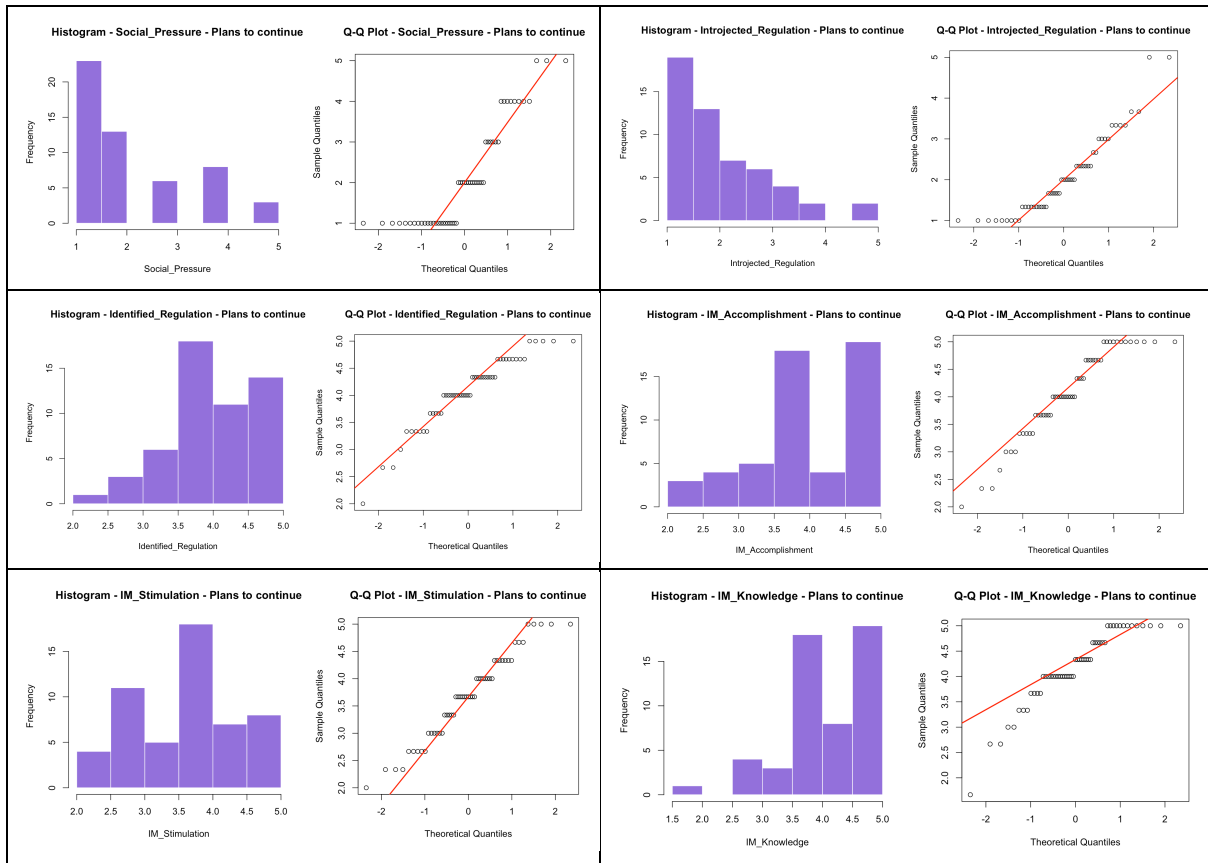 Histogram - Social_Pressure - Plans to continue
Frequency
0 5 10 15 20
1 2 3 4 5
Social_Pressure
Q-Q Plot - Social_Pressure - Plans to continue
Sample Quantiles
1 2 3 4 5
-2 -1 0 1 2
Theoretical Quantiles
Histogram - Introjected_Regulation - Plans to continue
Frequency
0 5 10 15
1 2 3 4 5
Introjected_Regulation
Q-Q Plot - Introjected_Regulation - Plans to continue
Sample Quantiles
1 2 3 4 5
-2 -1 0 1 2
Theoretical Quantiles
Histogram - Identified_Regulation - Plans to continue
Frequency
0 5 10 15
2.0 2.5 3.0 3.5 4.0 4.5 5.0
Identified_Regulation
Q-Q Plot - Identified_Regulation - Plans to continue
Sample Quantiles
2.0 2.5 3.0 3.5 4.0 4.5 5.0
-2 -1 0 1 2
Theoretical Quantiles
Histogram - IM_Accomplishment - Plans to continue
Frequency
0 5 10 15
2.0 2.5 3.0 3.5 4.0 4.5 5.0
IM_Accomplishment
Q-Q Plot - IM_Accomplishment - Plans to continue
Sample Quantiles
2.0 2.5 3.0 3.5 4.0 4.5 5.0
-2 -1 0 1 2
Theoretical Quantiles
Histogram - IM_Stimulation - Plans to continue
Frequency
0 5 10 15
2.0 2.5 3.0 3.5 4.0 4.5 5.0
IM_Stimulation
Q-Q Plot - IM_Stimulation - Plans to continue
Sample Quantiles
2.0 2.5 3.0 3.5 4.0 4.5 5.0
-2 -1 0 1 2
Theoretical Quantiles
Histogram - IM_Knowledge - Plans to continue
Frequency
0 5 10 15
1.5 2.0 2.5 3.0 3.5 4.0 4.5 5.0
IM_Knowledge
Q-Q Plot - IM_Knowledge - Plans to continue
Sample Quantiles
2.0 2.5 3.0 3.5 4.0 4.5 5.0
-2 -1 0 1 2
Theoretical Quantiles